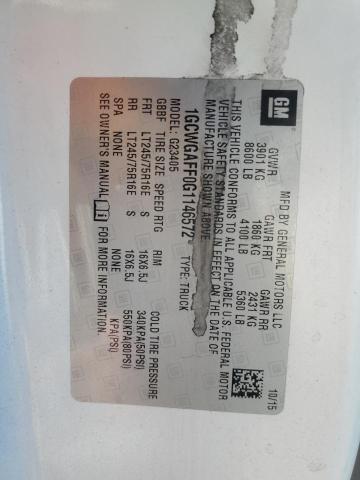 GM
MFD BY GENERAL MOTORS LLC
10/15
GVWR GAWR FRT GAWR RR
3901 KG 1860 KG 2431 KG
8600 LB 4100 LB 5360 LB
THIS VEHICLE CONFORMS TO ALL APPLICABLE U.S. FEDERAL MOTOR
VEHICLE SAFETY STANDARDS IN EFFECT ON THE DATE OF
MANUFACTURE SHOWN ABOVE.
1GCWGAFF0G1146572 TYPE: TRUCK
MODEL: G23405
GBBF TIRE SIZE SPEED RTG RIM COLD TIRE PRESSURE
FRT LT245/75R16E S 16X6.5J 340KPA(50PSI)
RR LT245/75R16E S 16X6.5J 550KPA(80PSI)
SPA NONE NONE KPA(PSI)
SEE OWNER'S MANUAL FOR MORE INFORMATION.